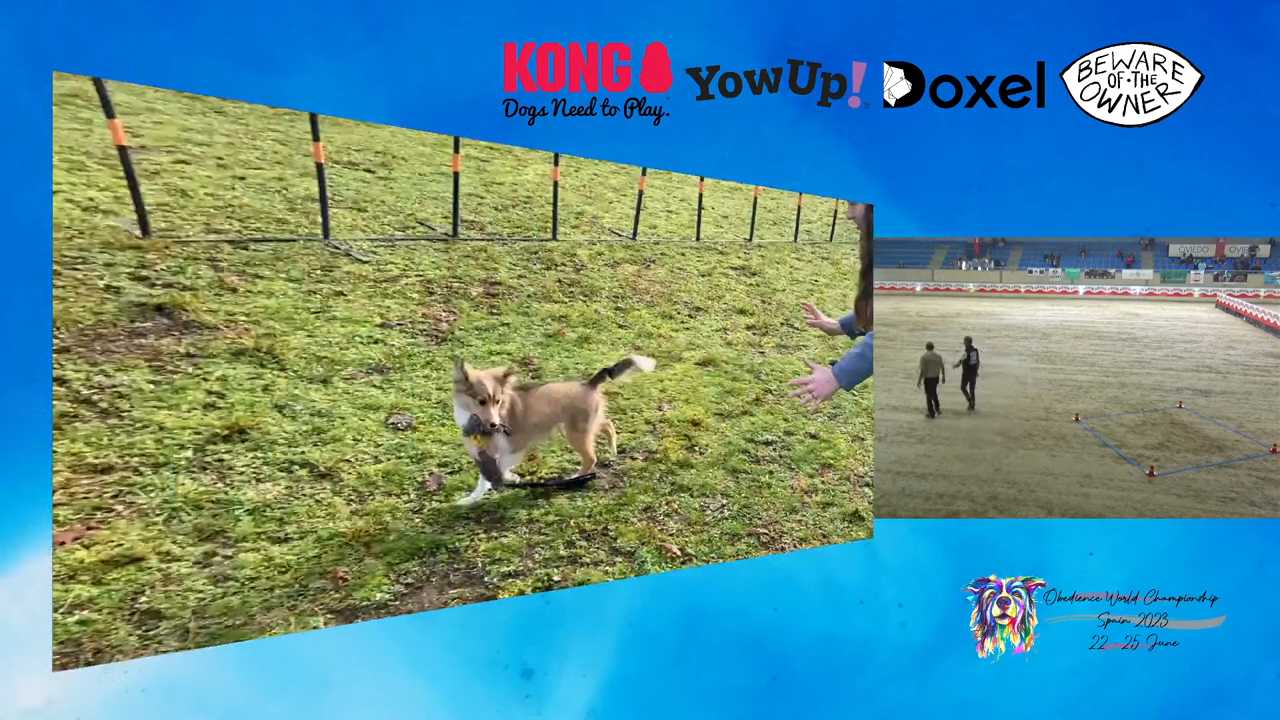 KONG
Dogs Need to Play.
YowUp!
Doxel
BEWARE
OF·THE
OWNER
OVIEDO
OVIE
Obedience World Championship
Spain 2023
22 - 25 June